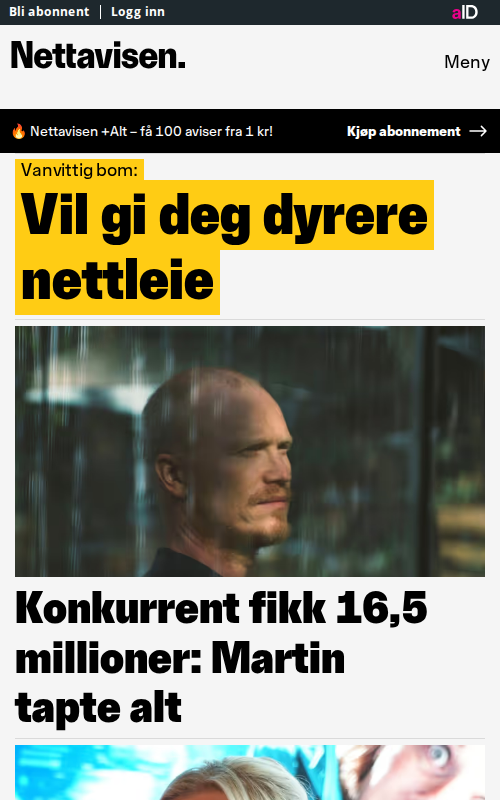 Bli abonnent | Logg inn
aID
Nettavisen.
Meny
🔥 Nettavisen +Alt – få 100 aviser fra 1 kr!
Kjøp abonnement →
Vanvittig bom:
Vil gi deg dyrere
nettleie
Konkurrent fikk 16,5
millioner: Martin
tapte alt